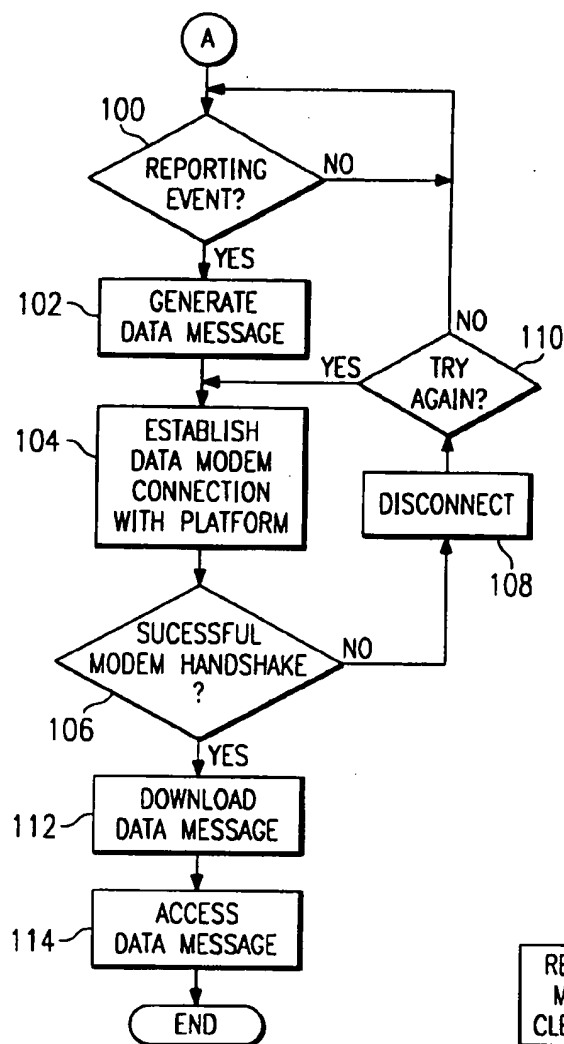 A
100
REPORTING
EVENT?
NO
YES
102
GENERATE
DATA MESSAGE
NO
110
YES
TRY
AGAIN?
104
ESTABLISH
DATA MODEM
CONNECTION
WITH PLATFORM
DISCONNECT
108
SUCESSFUL
MODEM HANDSHAKE
?
NO
106
YES
112
DOWNLOAD
DATA MESSAGE
114
ACCESS
DATA MESSAGE
END